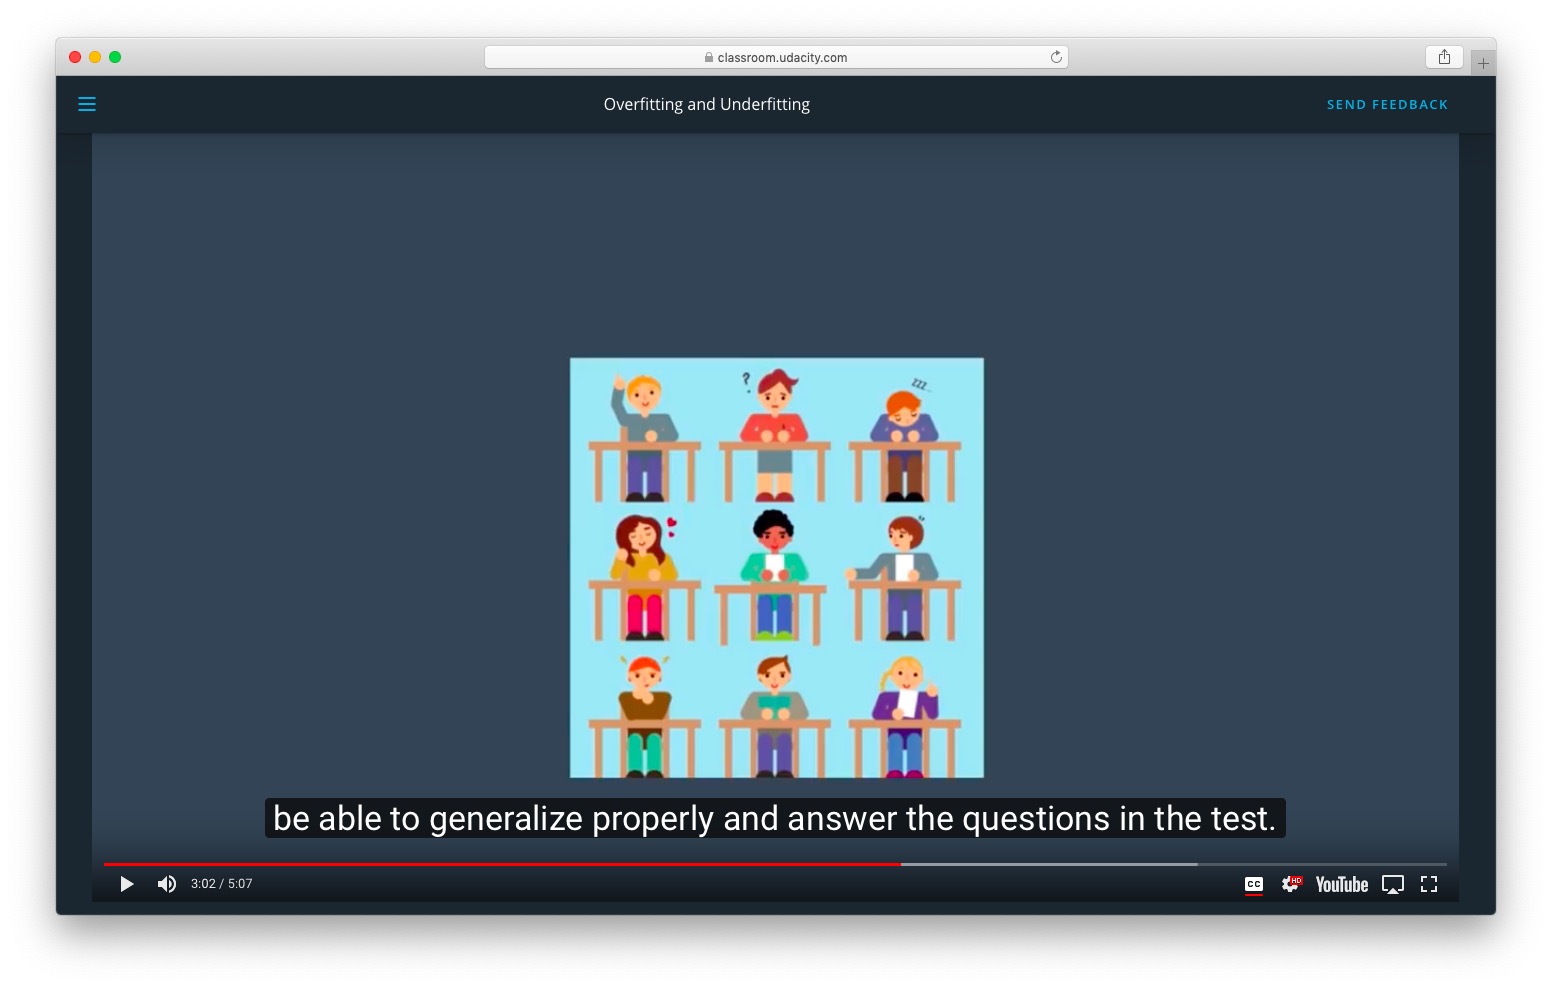 classroom.udacity.com
Overfitting and Underfitting
SEND FEEDBACK
?
zzz..
be able to generalize properly and answer the questions in the test.
3:02 / 5:07
CC
HD
YouTube